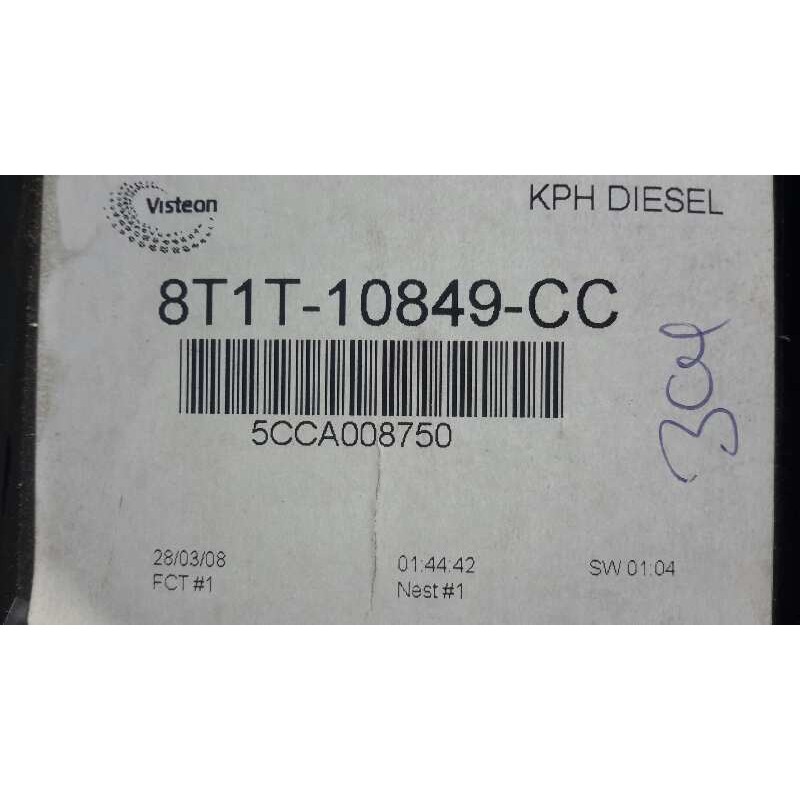 Visteon
KPH DIESEL
8T1T-10849-CC
5CCA008750
28/03/08
FCT #1
01:44:42
Nest #1
SW 01:04